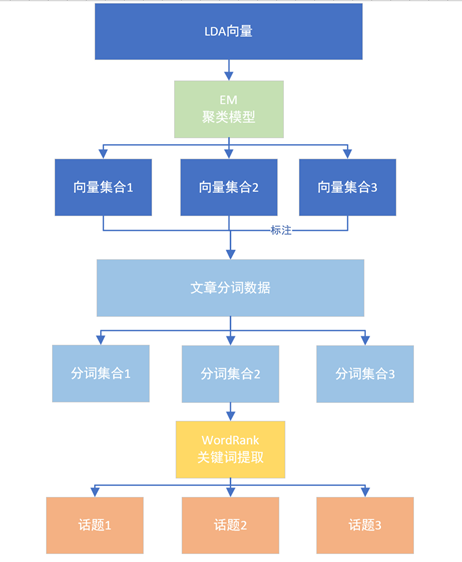 LDA向量
EM
聚类模型
向量集合1
向量集合2
向量集合3
标注
文章分词数据
分词集合1
分词集合2
分词集合3
WordRank
关键词提取
话题1
话题2
话题3